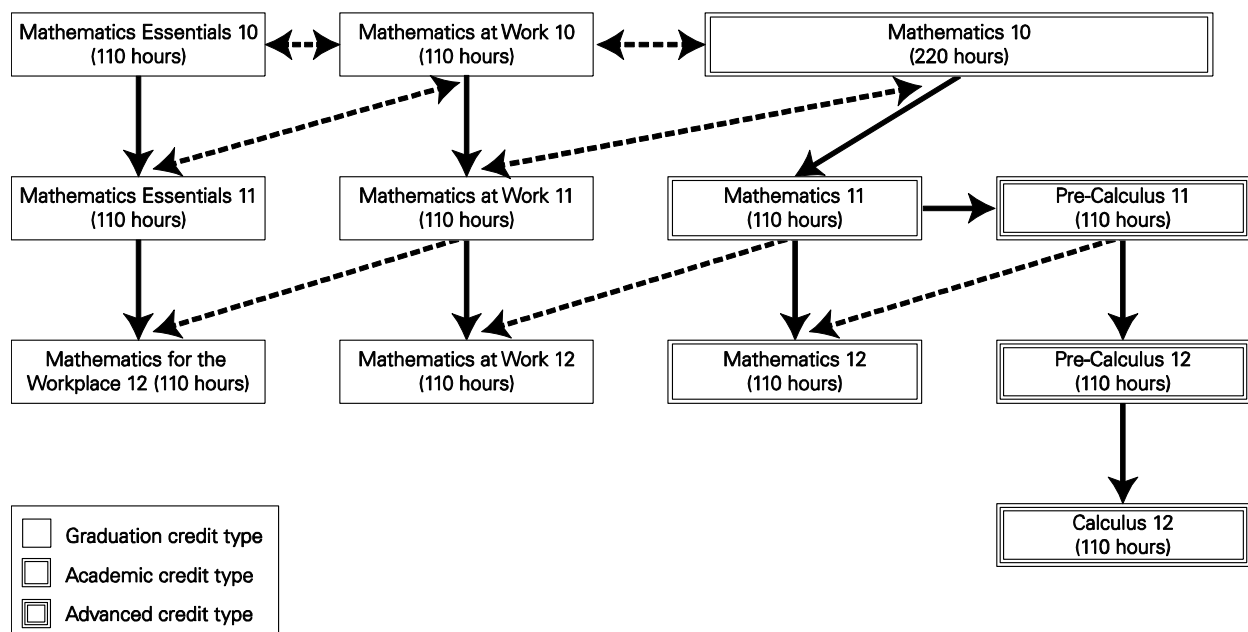 Mathematics Essentials 10
(110 hours)
Mathematics at Work 10
(110 hours)
Mathematics 10
(220 hours)
Mathematics Essentials 11
(110 hours)
Mathematics at Work 11
(110 hours)
Mathematics 11
(110 hours)
Pre-Calculus 11
(110 hours)
Mathematics for the
Workplace 12 (110 hours)
Mathematics at Work 12
(110 hours)
Mathematics 12
(110 hours)
Pre-Calculus 12
(110 hours)
Calculus 12
(110 hours)
Graduation credit type
Academic credit type
Advanced credit type